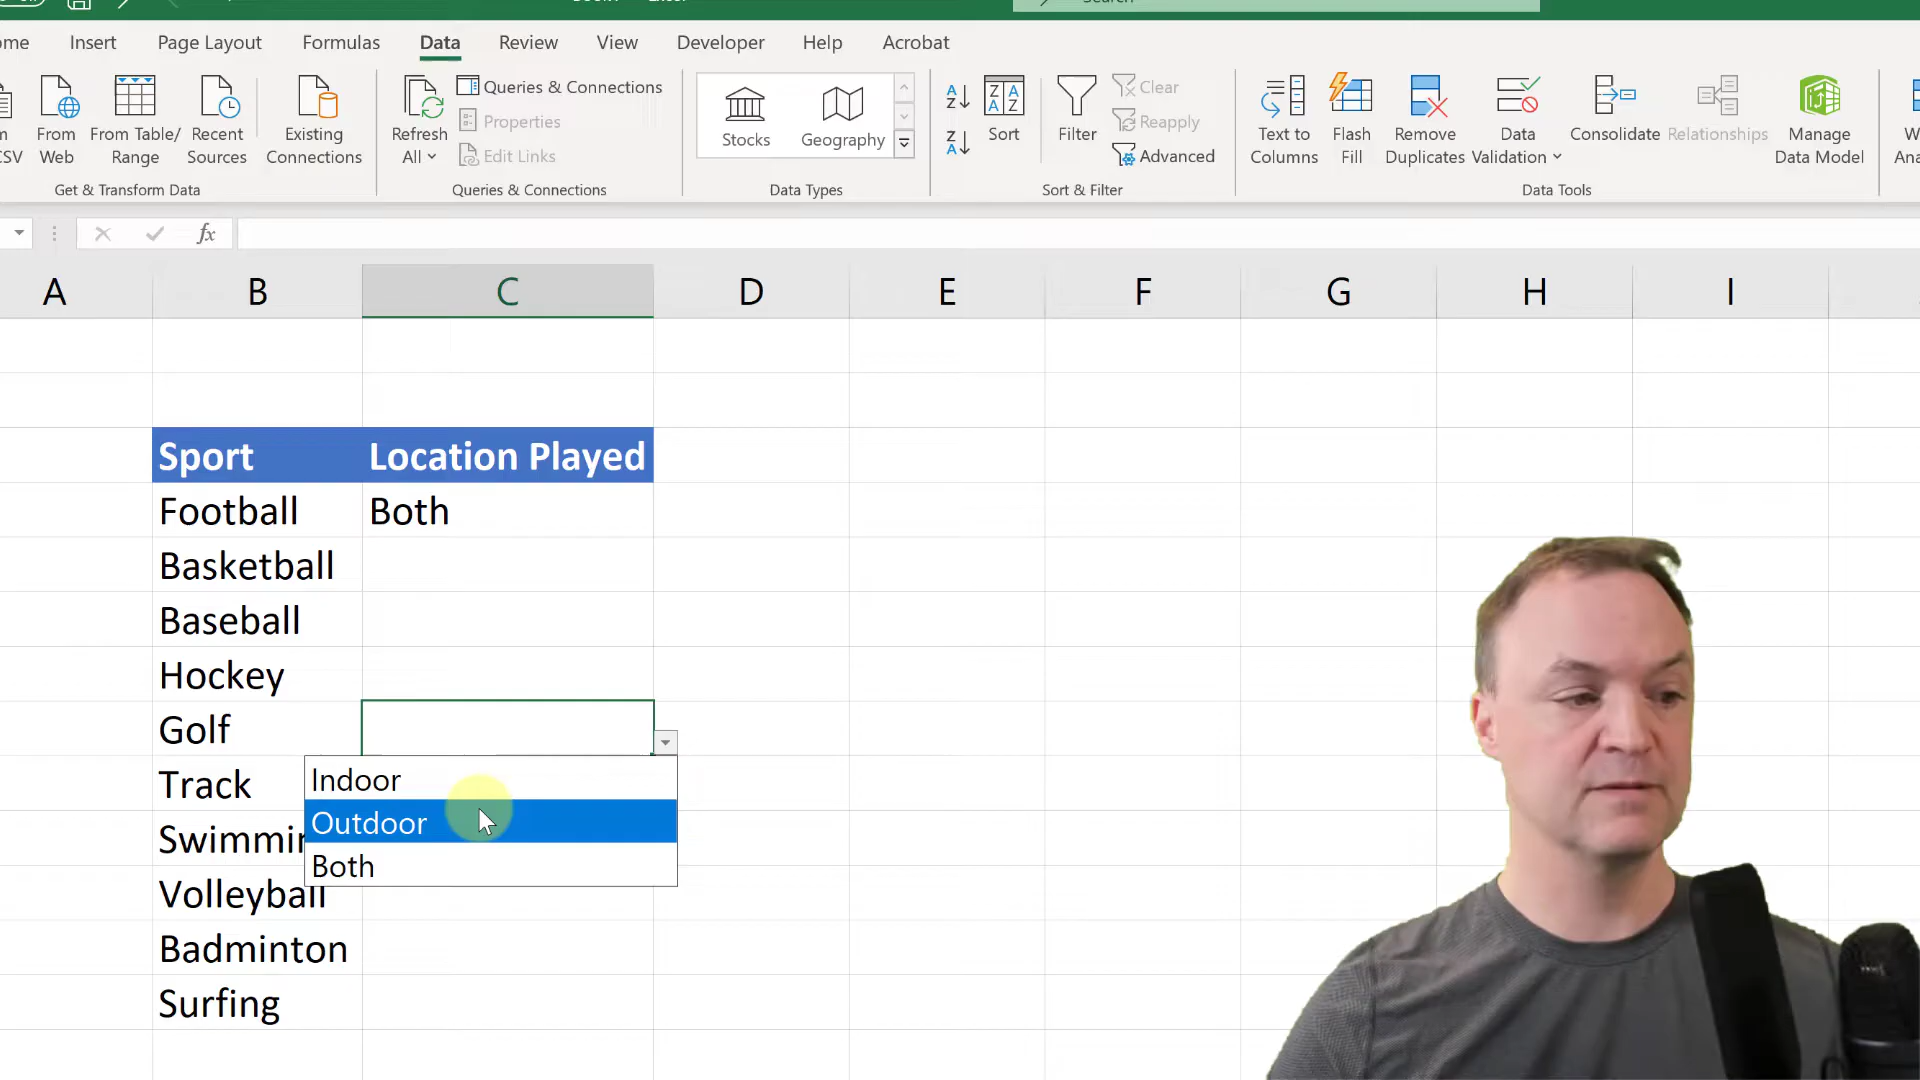 Insert Page Layout Formulas Data Review View Developer Help Acrobat
From Web
From Table/ Range
Recent Sources
Existing Connections
Refresh All
Queries & Connections
Properties
Edit Links
Stocks
Geography
Sort
Filter
Clear
Reapply
Advanced
Text to Columns
Flash Fill
Remove Duplicates
Data Validation
Consolidate
Relationships
Manage Data Model
Get & Transform Data
Queries & Connections
Data Types
Sort & Filter
Data Tools
fx
A B C D E F G H I
Sport Location Played
Football Both
Basketball
Baseball
Hockey
Golf
Track
Indoor
Outdoor
Both
Volleyball
Badminton
Surfing